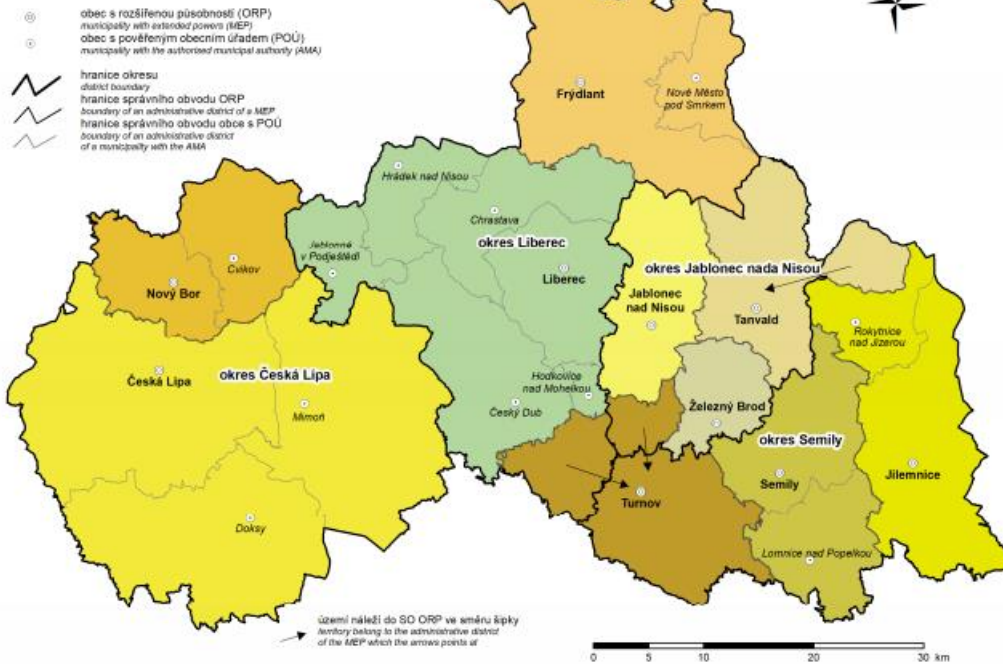 obec s rozšířenou působností (ORP)
municipality with extended powers (MEP)
obec s pověřeným obecním úřadem (POÚ)
municipality with the authorised municipal authority (AMA)
hranice okresu
district boundary
hranice správního obvodu ORP
boundary of an administrative district of a MEP
hranice správního obvodu obce s POÚ
boundary of an administrative district
of a municipality with the AMA
Frýdlant
Nové Město
pod Smrkem
Hrádek nad Nisou
Chrastava
okres Liberec
Jablonné
v Podještědí
Cvikov
Liberec
okres Jablonec nada Nisou
Nový Bor
Jablonec
nad Nisou
Tanvald
Rokytnice
nad Jizerou
Česká Lípa
okres Česká Lípa
Hodkovice
nad Mohelkou
Mimoň
Český Dub
Železný Brod
okres Semily
Semily
Jilemnice
Turnov
Doksy
Lomnice nad Popelkou
území náleží do SO ORP ve směru šipky
territory belong to the administrative district
of the MEP which the arrows points at
0 5 10 20 30 km